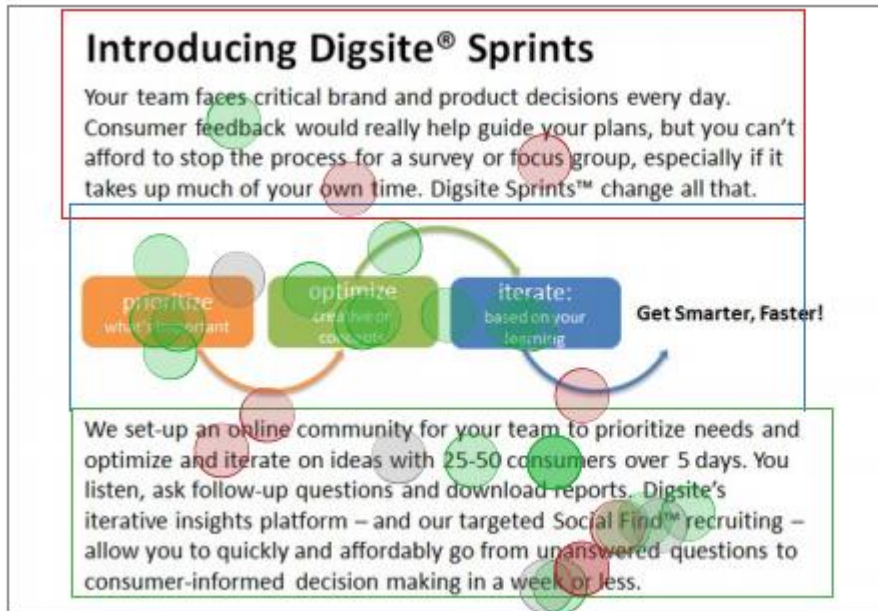 Introducing Digsite® Sprints
Your team faces critical brand and product decisions every day.
Consumer feedback would really help guide your plans, but you can't
afford to stop the process for a survey or focus group, especially if it
takes up much of your own time. Digsite Sprints™ change all that.
prioritize
what's important
optimize
creative or
concepts
iterate:
based on your
learning
Get Smarter, Faster!
We set-up an online community for your team to prioritize needs and
optimize and iterate on ideas with 25-50 consumers over 5 days. You
listen, ask follow-up questions and download reports. Digsite's
iterative insights platform – and our targeted Social Find™ recruiting –
allow you to quickly and affordably go from unanswered questions to
consumer-informed decision making in a week or less.